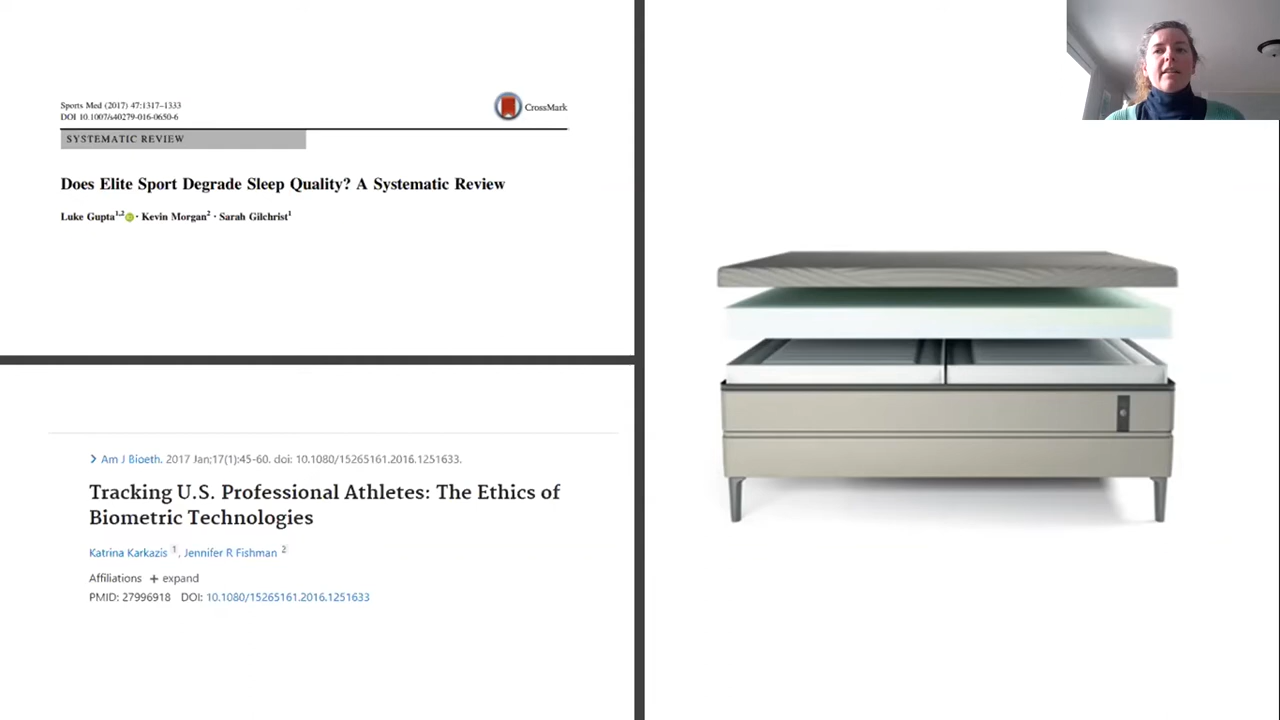 Sports Med (2017) 47:1317–1333
DOI 10.1007/s40279-016-0650-6
CrossMark
SYSTEMATIC REVIEW
Does Elite Sport Degrade Sleep Quality? A Systematic Review
Luke Gupta1,2 · Kevin Morgan2 · Sarah Gilchrist1
Am J Bioeth. 2017 Jan;17(1):45-60. doi: 10.1080/15265161.2016.1251633.
Tracking U.S. Professional Athletes: The Ethics of
Biometric Technologies
Katrina Karkazis 1, Jennifer R Fishman 2
Affiliations + expand
PMID: 27996918 DOI: 10.1080/15265161.2016.1251633